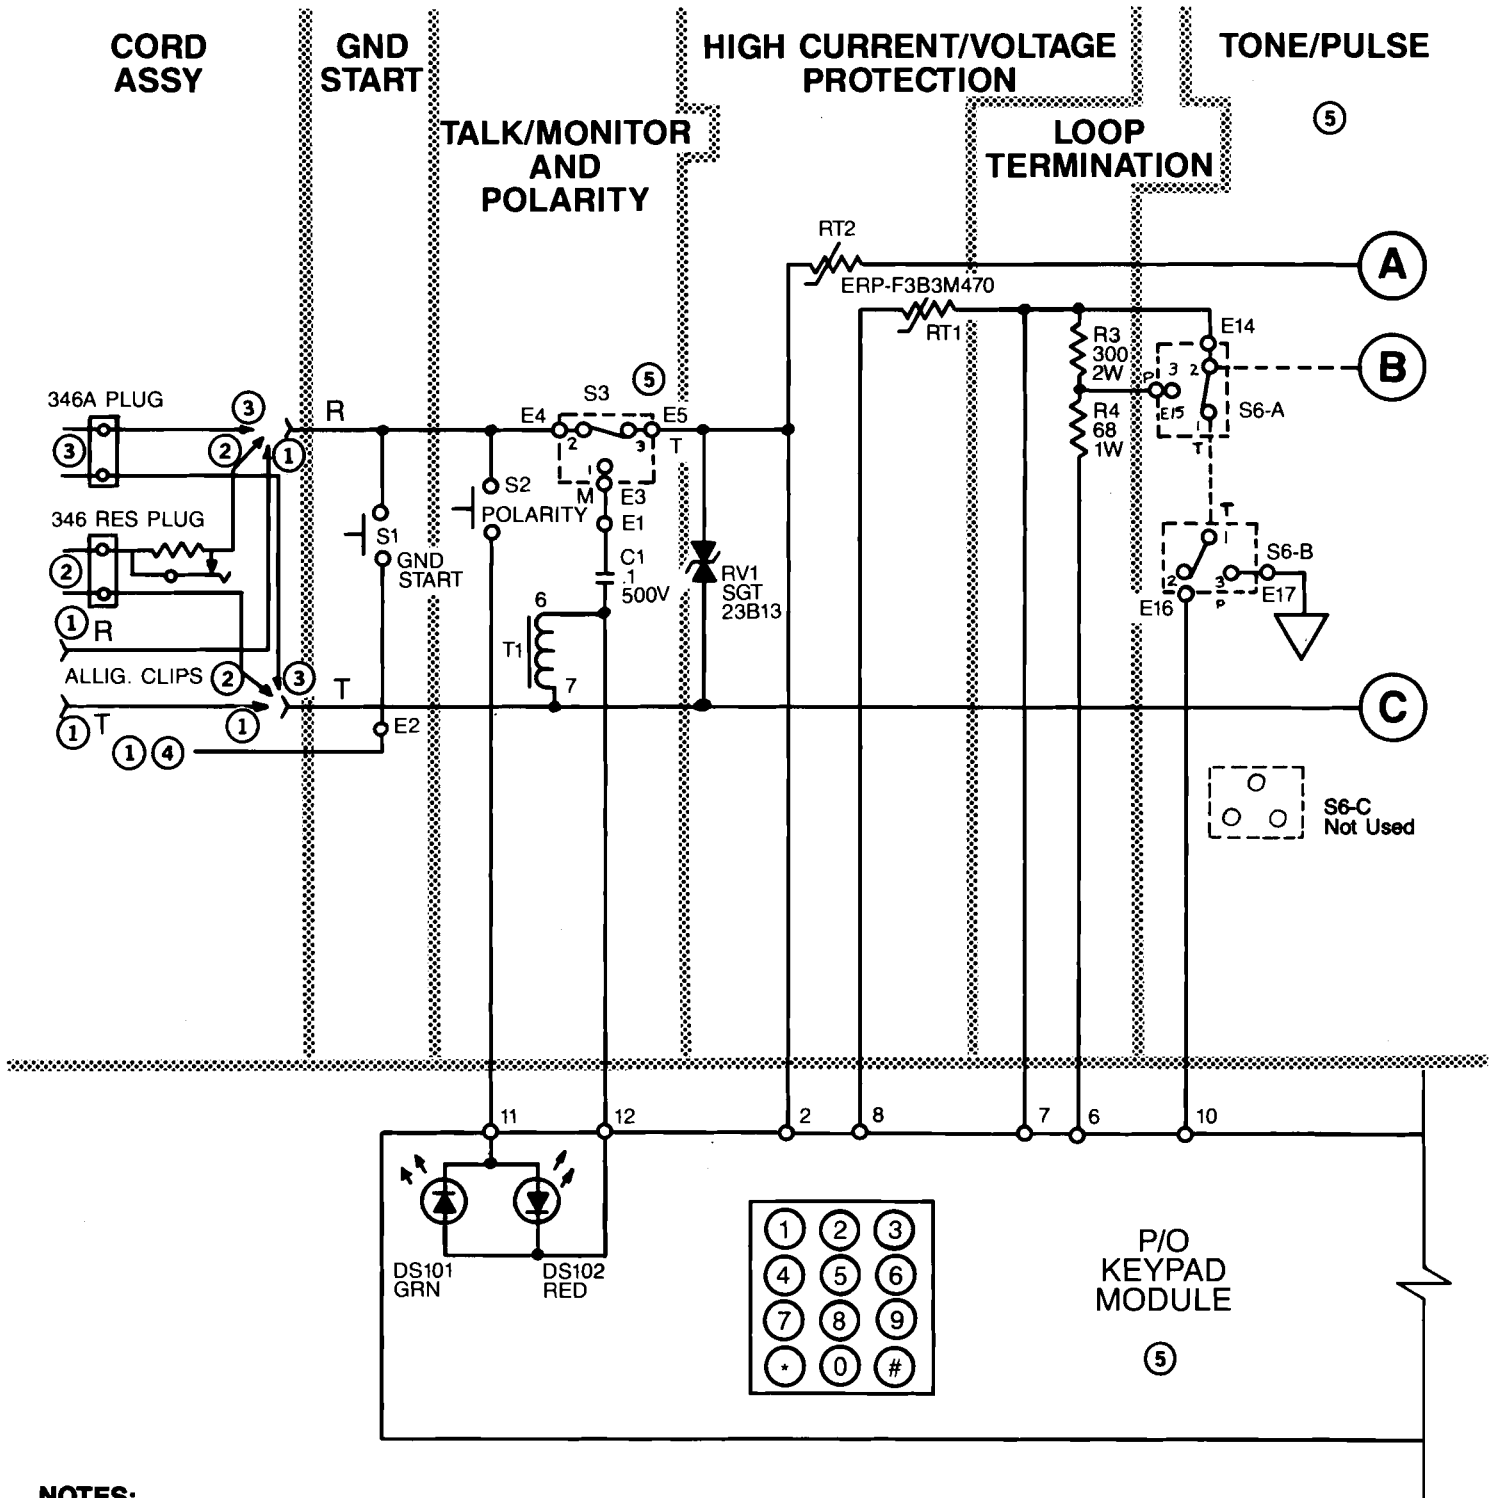 CORD
ASSY
GND
START
HIGH CURRENT/VOLTAGE
PROTECTION
TONE/PULSE
5
TALK/MONITOR
AND
POLARITY
LOOP
TERMINATION
RT2
A
ERP-F3B3M470
RT1
E14
R3
300
2W
3 2
P
E15
B
S6-A
1
T
R4
68
1W
346A PLUG
3
3
2
1
R
S3
5
E4
E5
2
3
T
1
M
E3
S2
POLARITY
E1
S1
GND
START
C1
.1
500V
RV1
SGT
23B13
346 RES PLUG
2
T
1
S6-B
2
3
P
E16
E17
6
T1
7
1
R
ALLIG. CLIPS
2
3
T
C
1
T
1
E2
1 4
S6-C
Not Used
11
12
2
8
7
6
10
DS101
GRN
DS102
RED
1 2 3
4 5 6
7 8 9
* 0 #
P/O
KEYPAD
MODULE
5
NOTES: